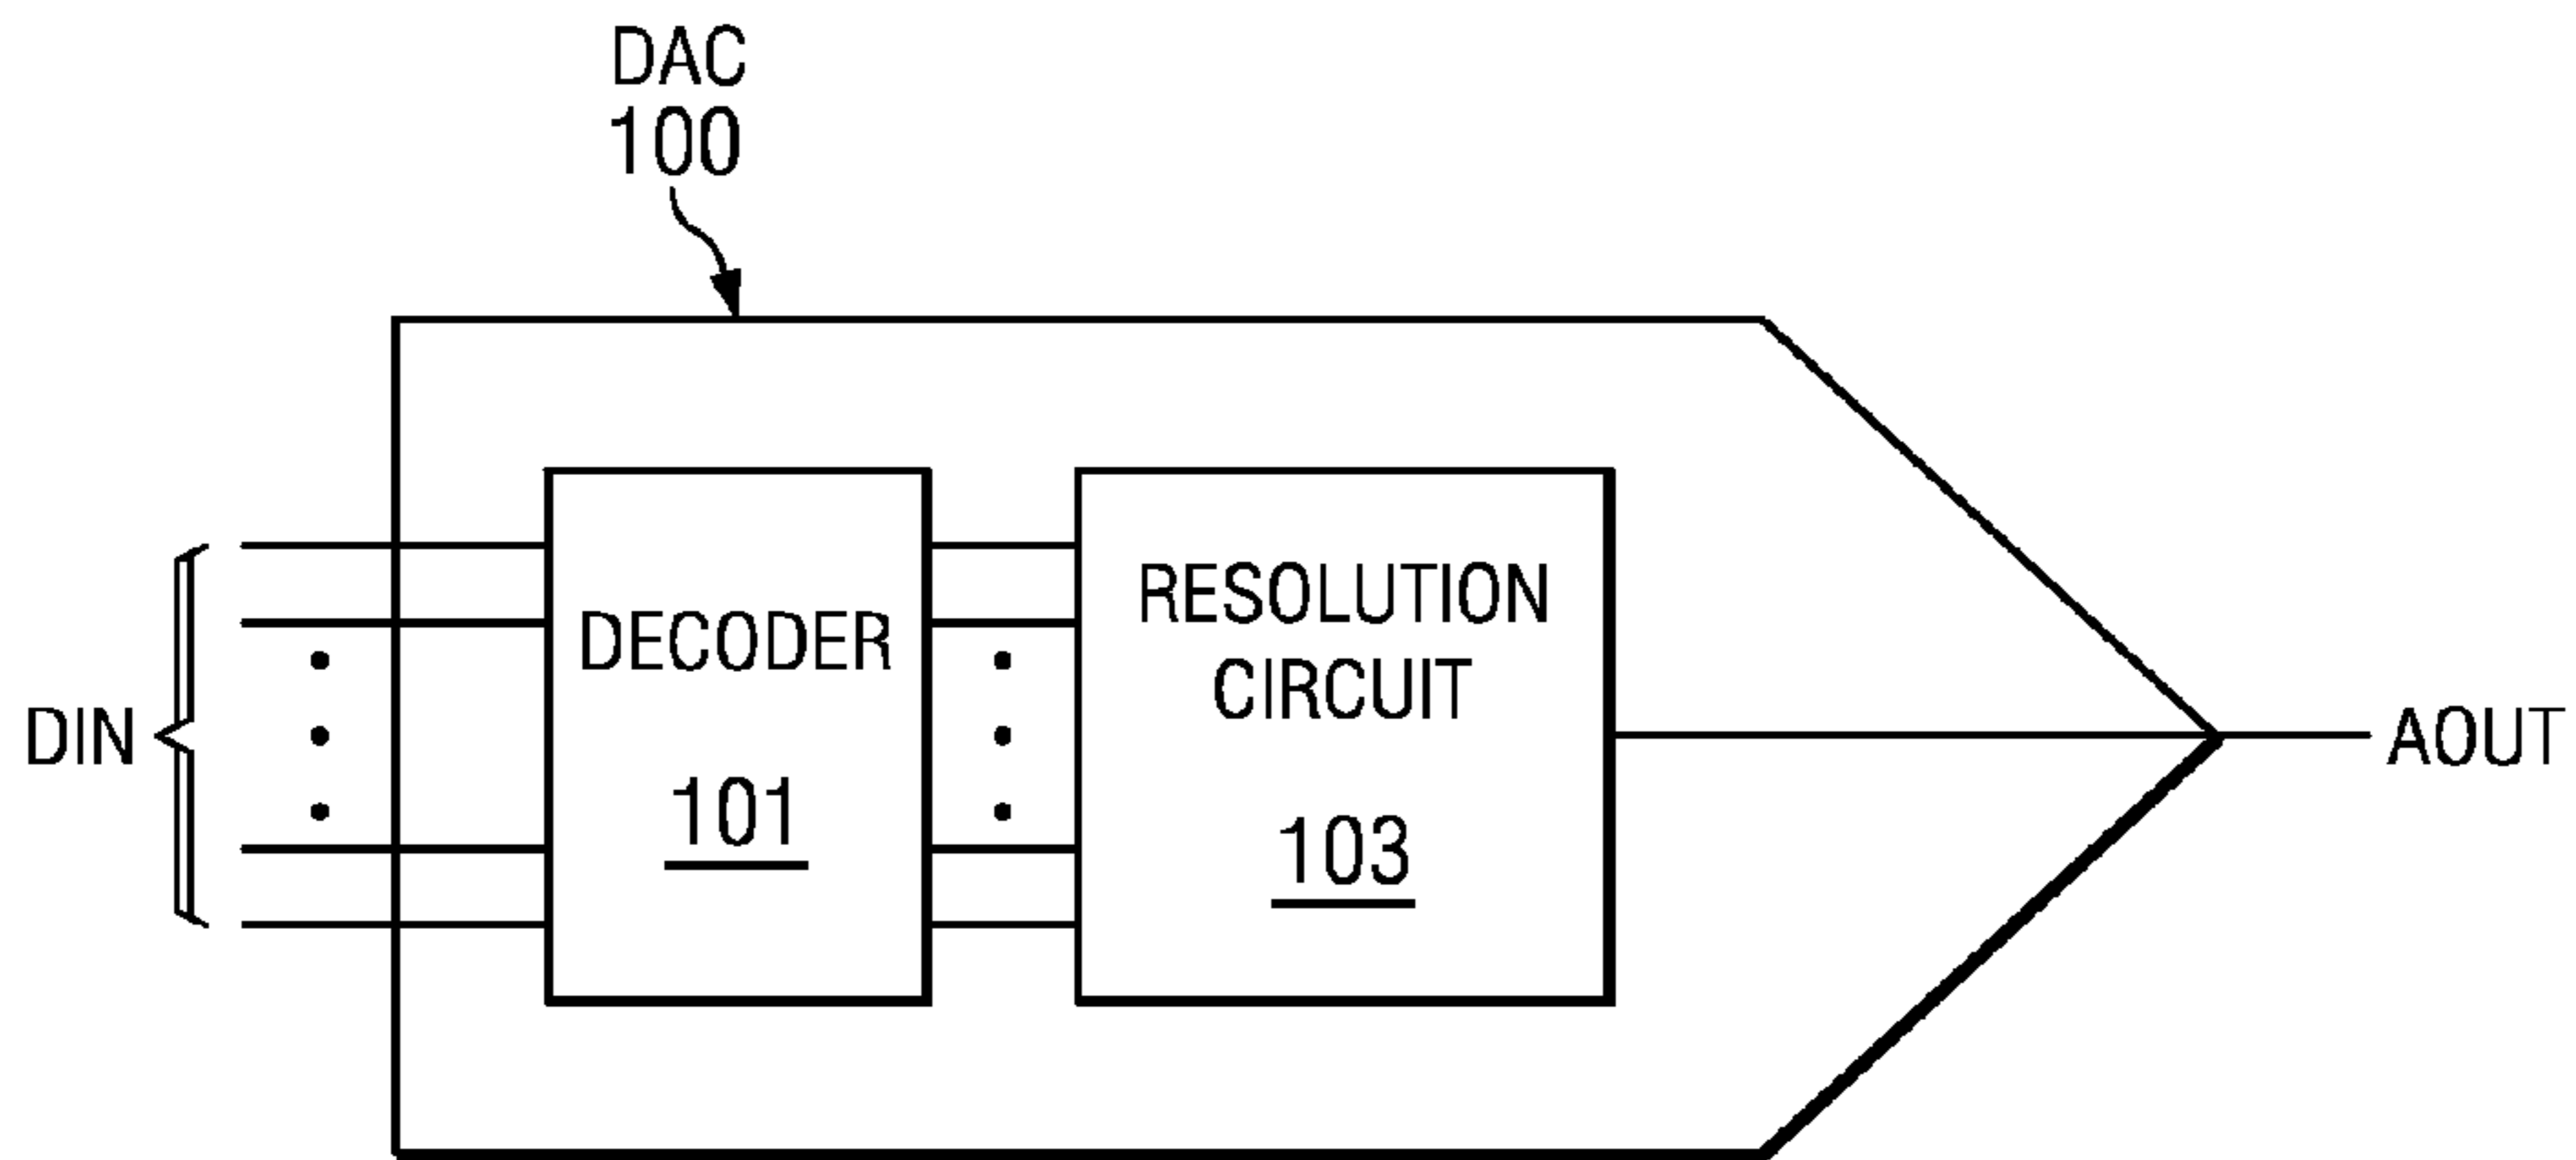 DAC
100
DIN
DECODER
101
RESOLUTION
CIRCUIT
103
AOUT